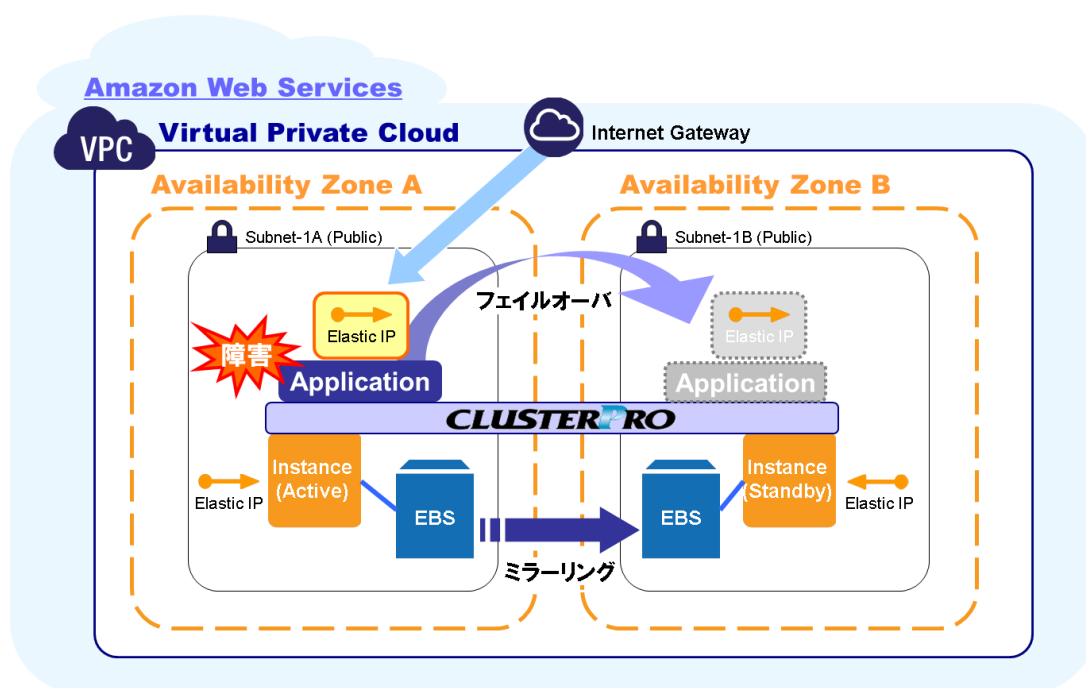 Amazon Web Services
VPC
Virtual Private Cloud
Internet Gateway
Availability Zone A
Availability Zone B
Subnet-1A (Public)
Subnet-1B (Public)
フェイルオーバ
Elastic IP
Elastic IP
障害
Application
Application
CLUSTERPRO
Instance
(Active)
Elastic IP
EBS
EBS
Instance
(Standby)
Elastic IP
ミラーリング